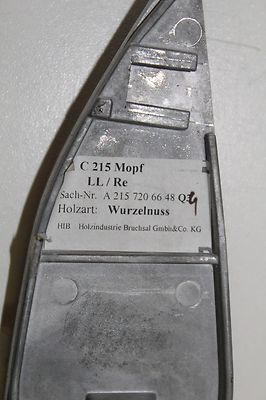 C 215 Mopf
LL / Re
Sach-Nr. A 215 720 66 48 Q
Holzart: Wurzelnuss
HIB Holzindustrie Bruchsal Gmbh&Co. KG